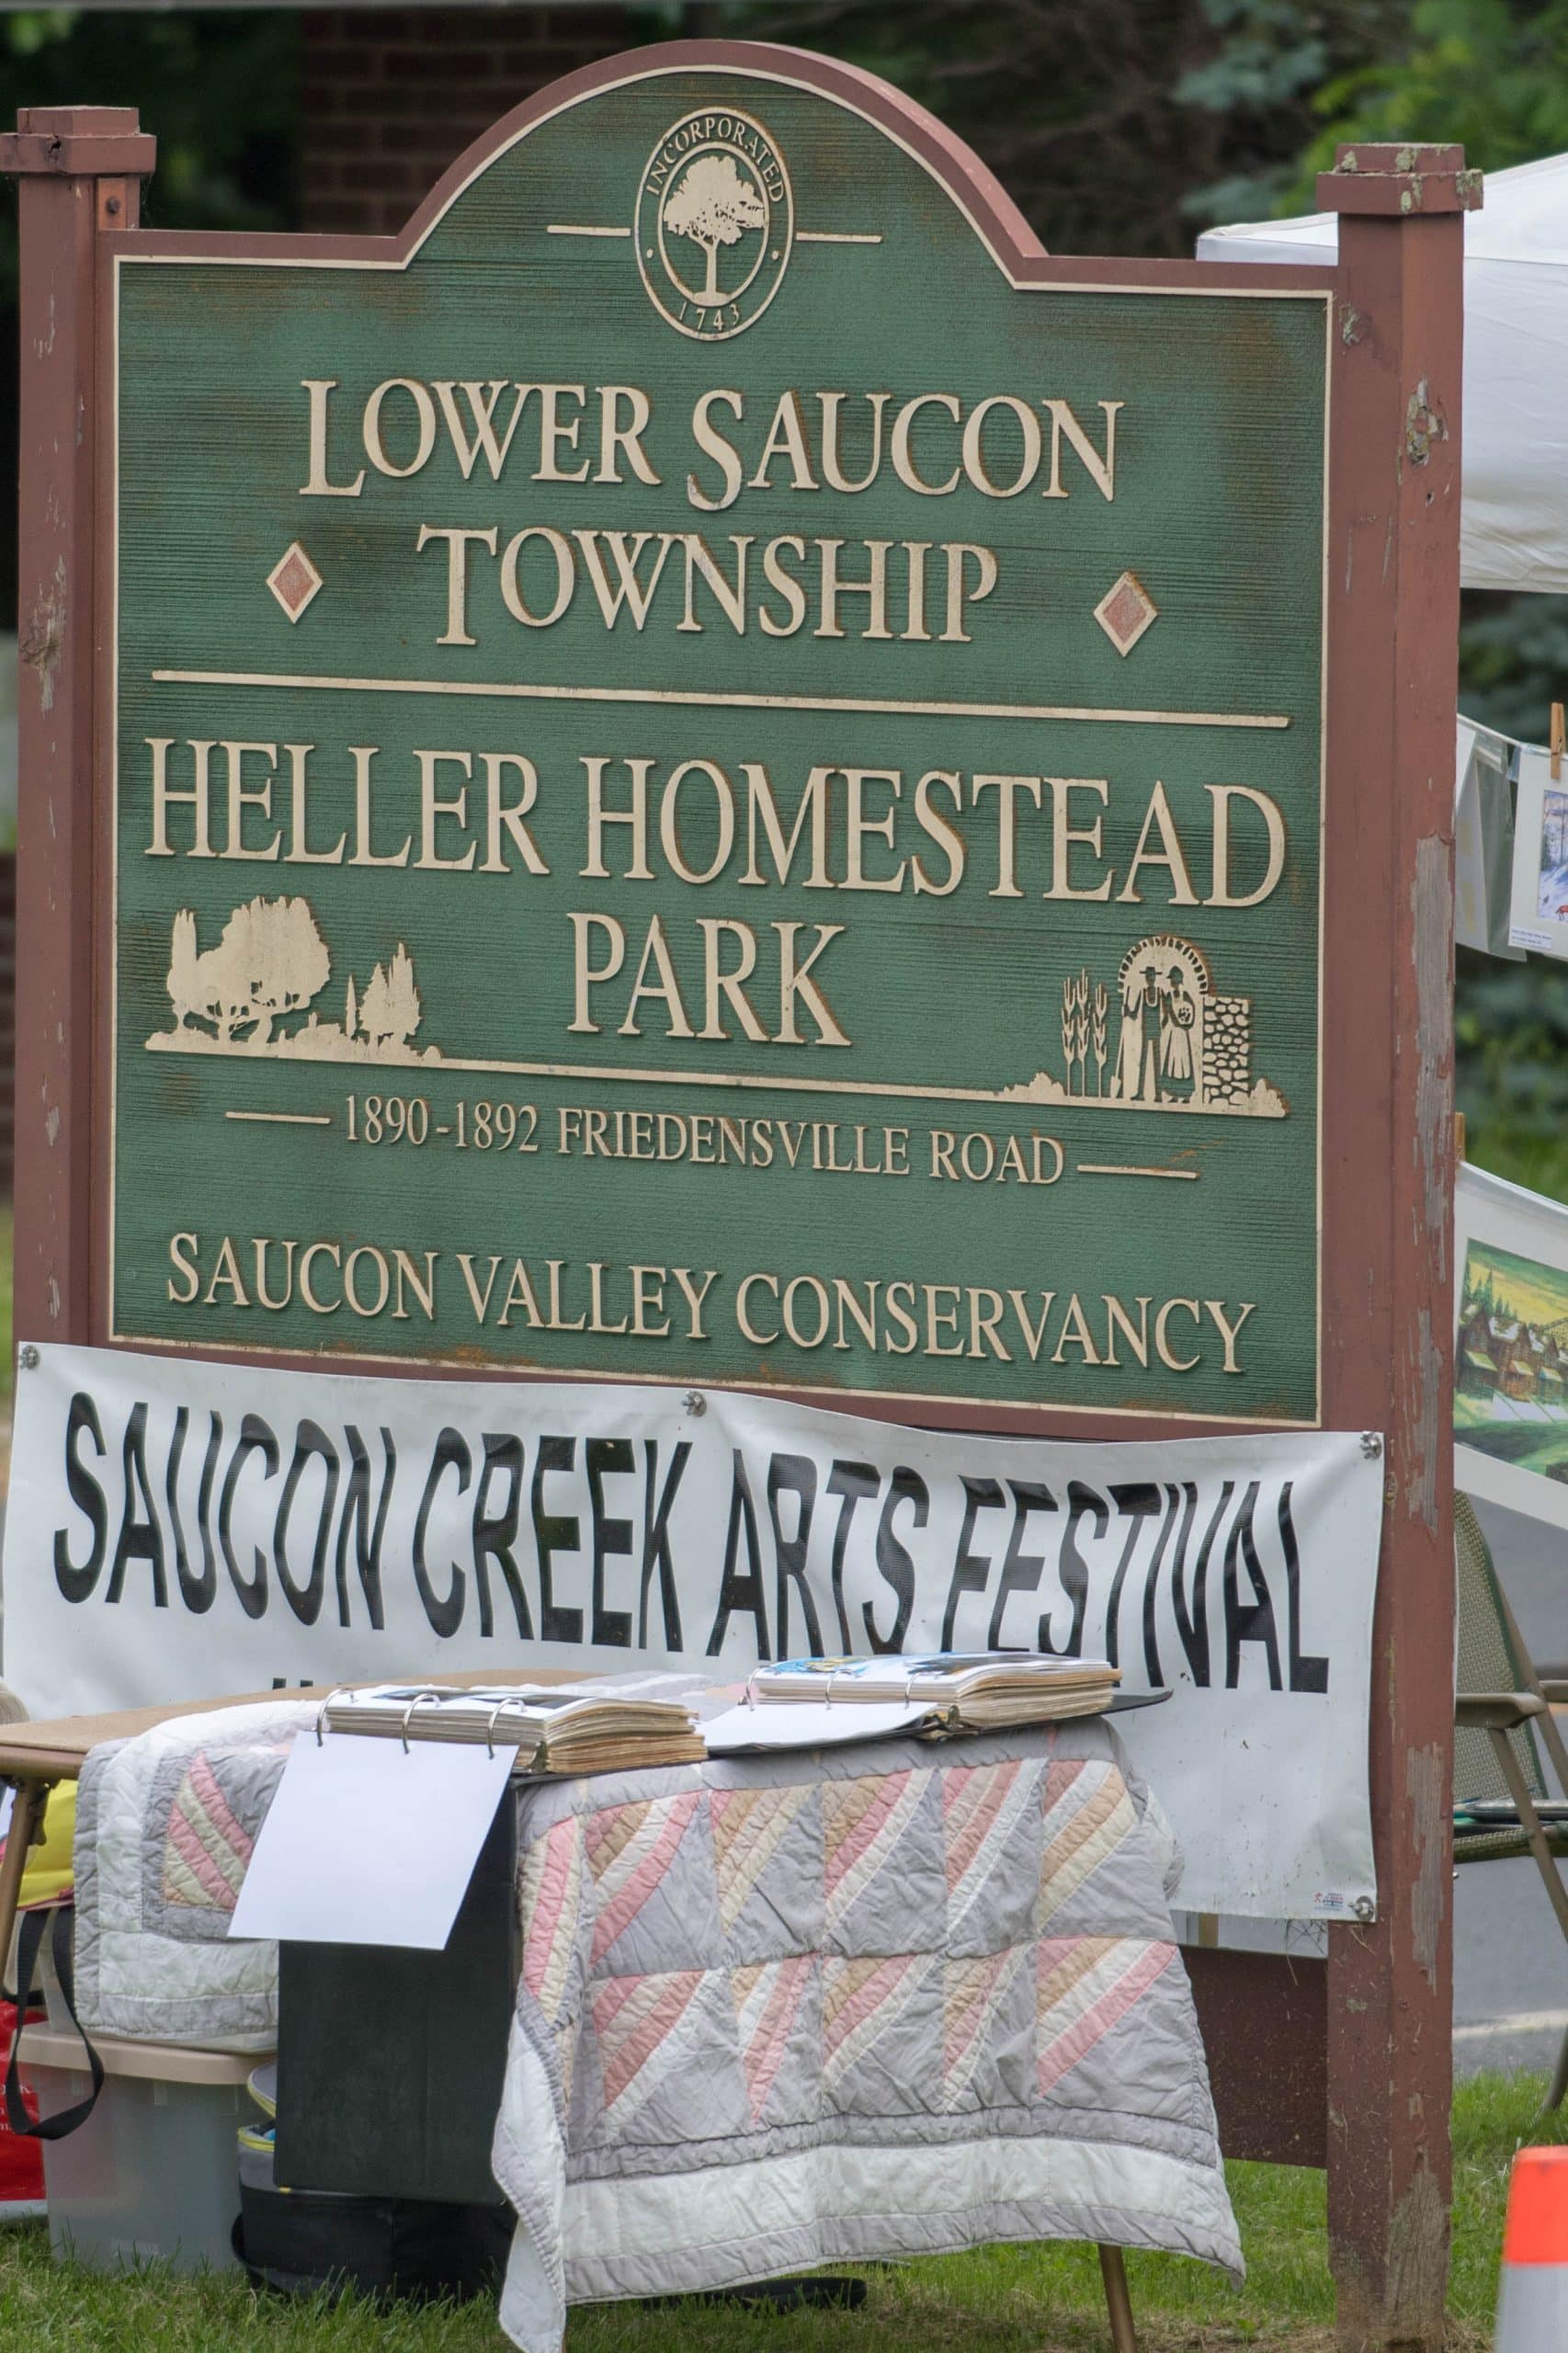 INCORPORATED
1743
LOWER SAUCON
TOWNSHIP
HELLER HOMESTEAD
PARK
1890-1892 FRIEDENSVILLE ROAD
SAUCON VALLEY CONSERVANCY
SAUCON CREEK ARTS FESTIVAL